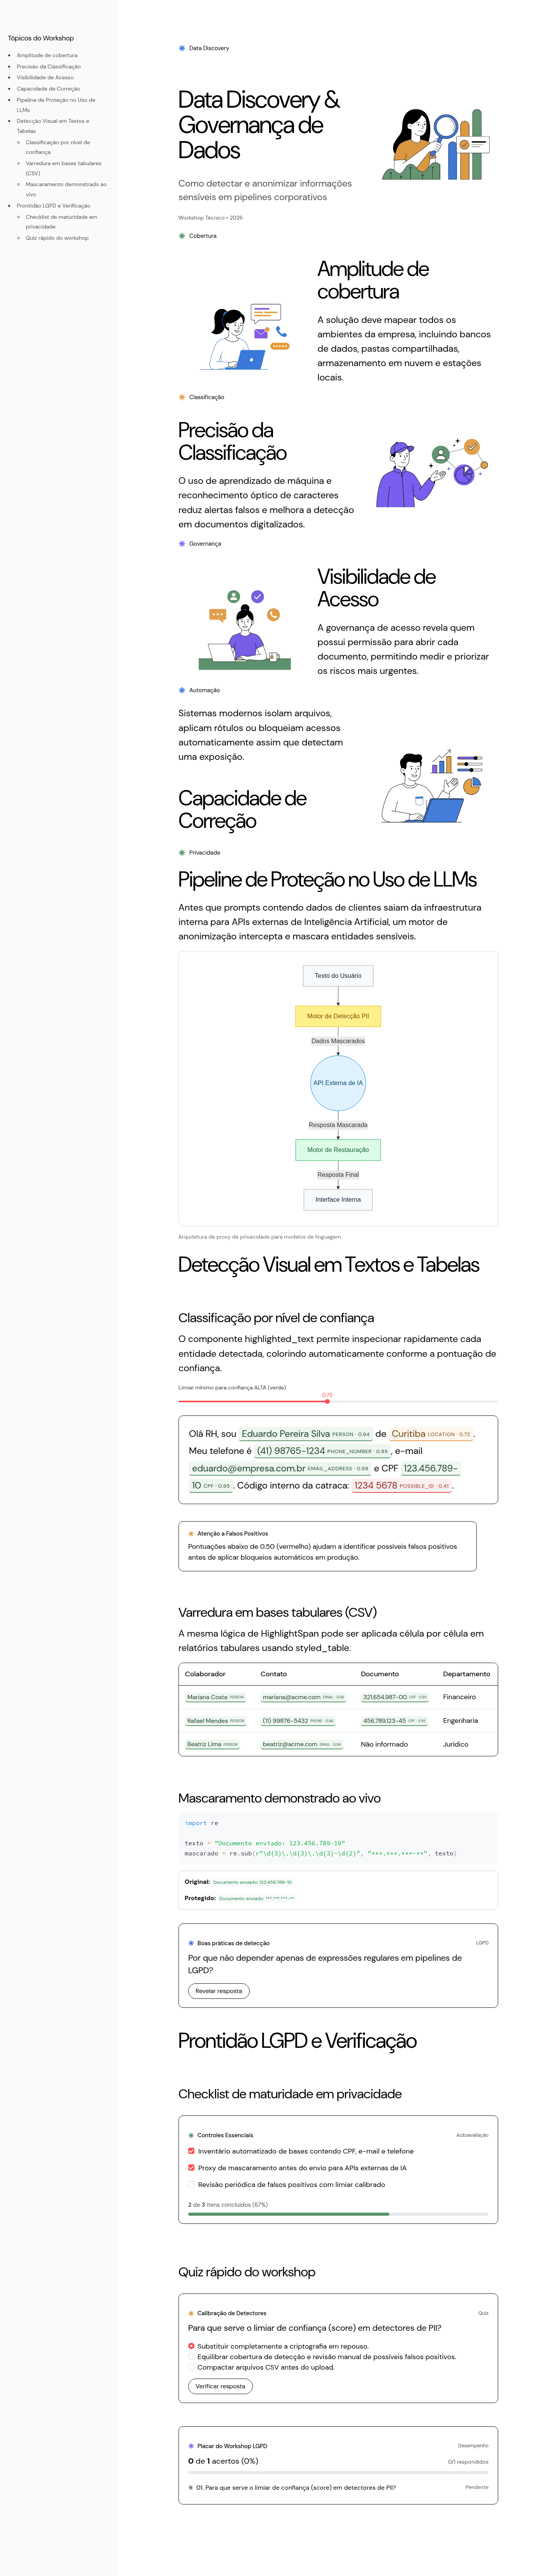 Tópicos do Workshop
Amplitude de cobertura
Precisão da Classificação
Visibilidade de Acesso
Capacidade de Correção
Pipeline de Proteção no Uso de
LLMs
Detecção Visual em Textos e
Tabelas
Classificação por nível de
confiança
Varredura em bases tabulares
(CSV)
Mascaramento demonstrado ao
vivo
Prontidão LGPD e Verificação
Checklist de maturidade em
privacidade
Quiz rápido do workshop
Data Discovery
Data Discovery &
Governança de
Dados
Como detectar e anonimizar informações
sensíveis em pipelines corporativos
Workshop Técnico • 2026
Cobertura
Amplitude de
cobertura
A solução deve mapear todos os
ambientes da empresa, incluindo bancos
de dados, pastas compartilhadas,
armazenamento em nuvem e estações
locais.
Classificação
Precisão da
Classificação
O uso de aprendizado de máquina e
reconhecimento óptico de caracteres
reduz alertas falsos e melhora a detecção
em documentos digitalizados.
Governança
Visibilidade de
Acesso
A governança de acesso revela quem
possui permissão para abrir cada
documento, permitindo medir e priorizar
os riscos mais urgentes.
Automação
Sistemas modernos isolam arquivos,
aplicam rótulos ou bloqueiam acessos
automaticamente assim que detectam
uma exposição.
Capacidade de
Correção
Privacidade
Pipeline de Proteção no Uso de LLMs
Antes que prompts contendo dados de clientes saiam da infraestrutura
interna para APIs externas de Inteligência Artificial, um motor de
anonimização intercepta e mascara entidades sensíveis.
Texto do Usuário
Motor de Detecção PII
Dados Mascarados
API Externa de IA
Resposta Mascarada
Motor de Restauração
Resposta Final
Interface Interna
Arquitetura de proxy de privacidade para modelos de linguagem.
Detecção Visual em Textos e Tabelas
Classificação por nível de confiança
O componente highlighted_text permite inspecionar rapidamente cada
entidade detectada, colorindo automaticamente conforme a pontuação de
confiança.
Limiar mínimo para confiança ALTA (verde)
0.75
Olá RH, sou Eduardo Pereira Silva PERSON · 0.94 de Curitiba LOCATION · 0.72.
Meu telefone é (41) 98765-1234 PHONE_NUMBER · 0.89, e-mail
eduardo@empresa.com.br EMAIL_ADDRESS · 0.99 e CPF 123.456.789-
10 CPF · 0.95. Código interno da catraca: 1234 5678 POSSIBLE_ID · 0.41.
Atenção a Falsos Positivos
Pontuações abaixo de 0.50 (vermelho) ajudam a identificar possíveis falsos positivos
antes de aplicar bloqueios automáticos em produção.
Varredura em bases tabulares (CSV)
A mesma lógica de HighlightSpan pode ser aplicada célula por célula em
relatórios tabulares usando styled_table.
Colaborador Contato Documento Departamento
Mariana Costa PERSON mariana@acme.com EMAIL · 0.98 321.654.987-00 CPF · 0.95 Financeiro
Rafael Mendes PERSON (11) 99876-5432 PHONE · 0.88 456.789.123-45 CPF · 0.95 Engenharia
Beatriz Lima PERSON beatriz@acme.com EMAIL · 0.98 Não informado Jurídico
Mascaramento demonstrado ao vivo
import re
texto = "Documento enviado: 123.456.789-10"
mascarado = re.sub(r"\d{3}\.\d{3}\.\d{3}-\d{2}", "***.***.***-**", texto)
Original: Documento enviado: 123.456.789-10
Protegido: Documento enviado: ***.***.***-**
Boas práticas de detecção LGPD
Por que não depender apenas de expressões regulares em pipelines de
LGPD?
Revelar resposta
Prontidão LGPD e Verificação
Checklist de maturidade em privacidade
Controles Essenciais Autoavaliação
Inventário automatizado de bases contendo CPF, e-mail e telefone
Proxy de mascaramento antes do envio para APIs externas de IA
Revisão periódica de falsos positivos com limiar calibrado
2 de 3 itens concluídos (67%)
Quiz rápido do workshop
Calibração de Detectores Quiz
Para que serve o limiar de confiança (score) em detectores de PII?
Substituir completamente a criptografia em repouso.
Equilibrar cobertura de detecção e revisão manual de possíveis falsos positivos.
Compactar arquivos CSV antes do upload.
Verificar resposta
Placar do Workshop LGPD Desempenho
0 de 1 acertos (0%) 0/1 respondidos
01. Para que serve o limiar de confiança (score) em detectores de PII? Pendente